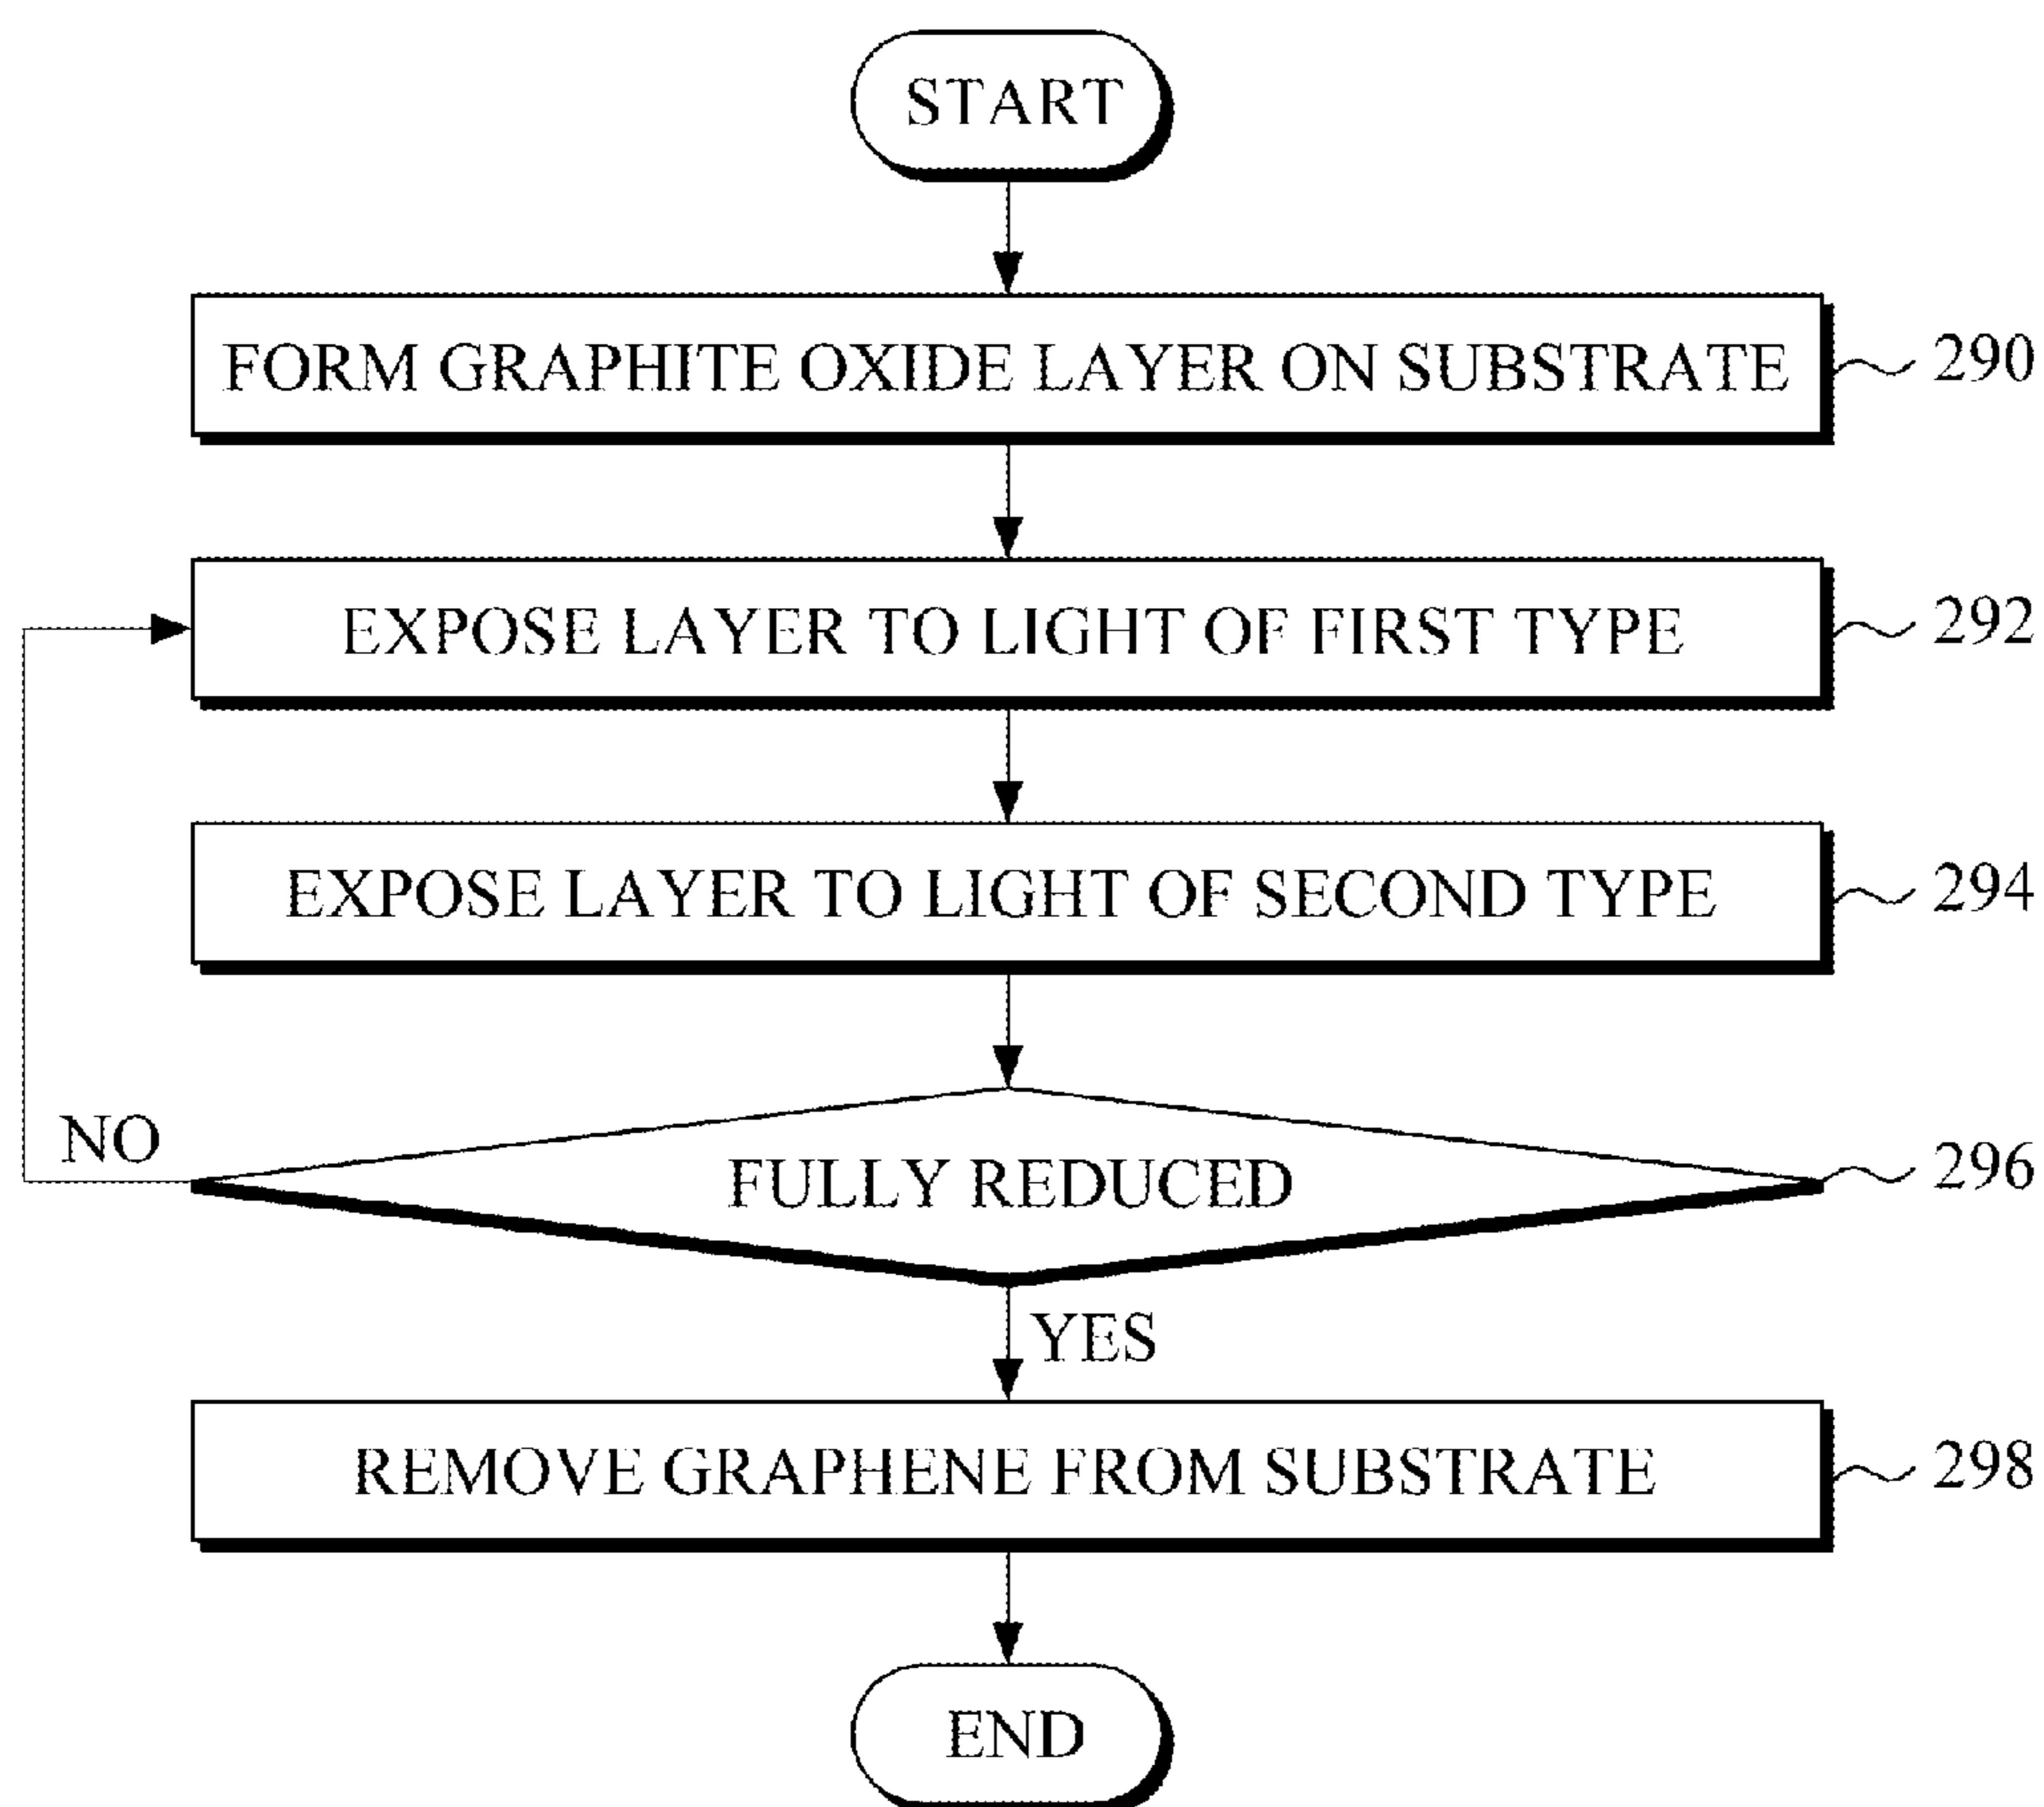 START
FORM GRAPHITE OXIDE LAYER ON SUBSTRATE 290
EXPOSE LAYER TO LIGHT OF FIRST TYPE 292
EXPOSE LAYER TO LIGHT OF SECOND TYPE 294
NO
FULLY REDUCED 296
YES
REMOVE GRAPHENE FROM SUBSTRATE 298
END